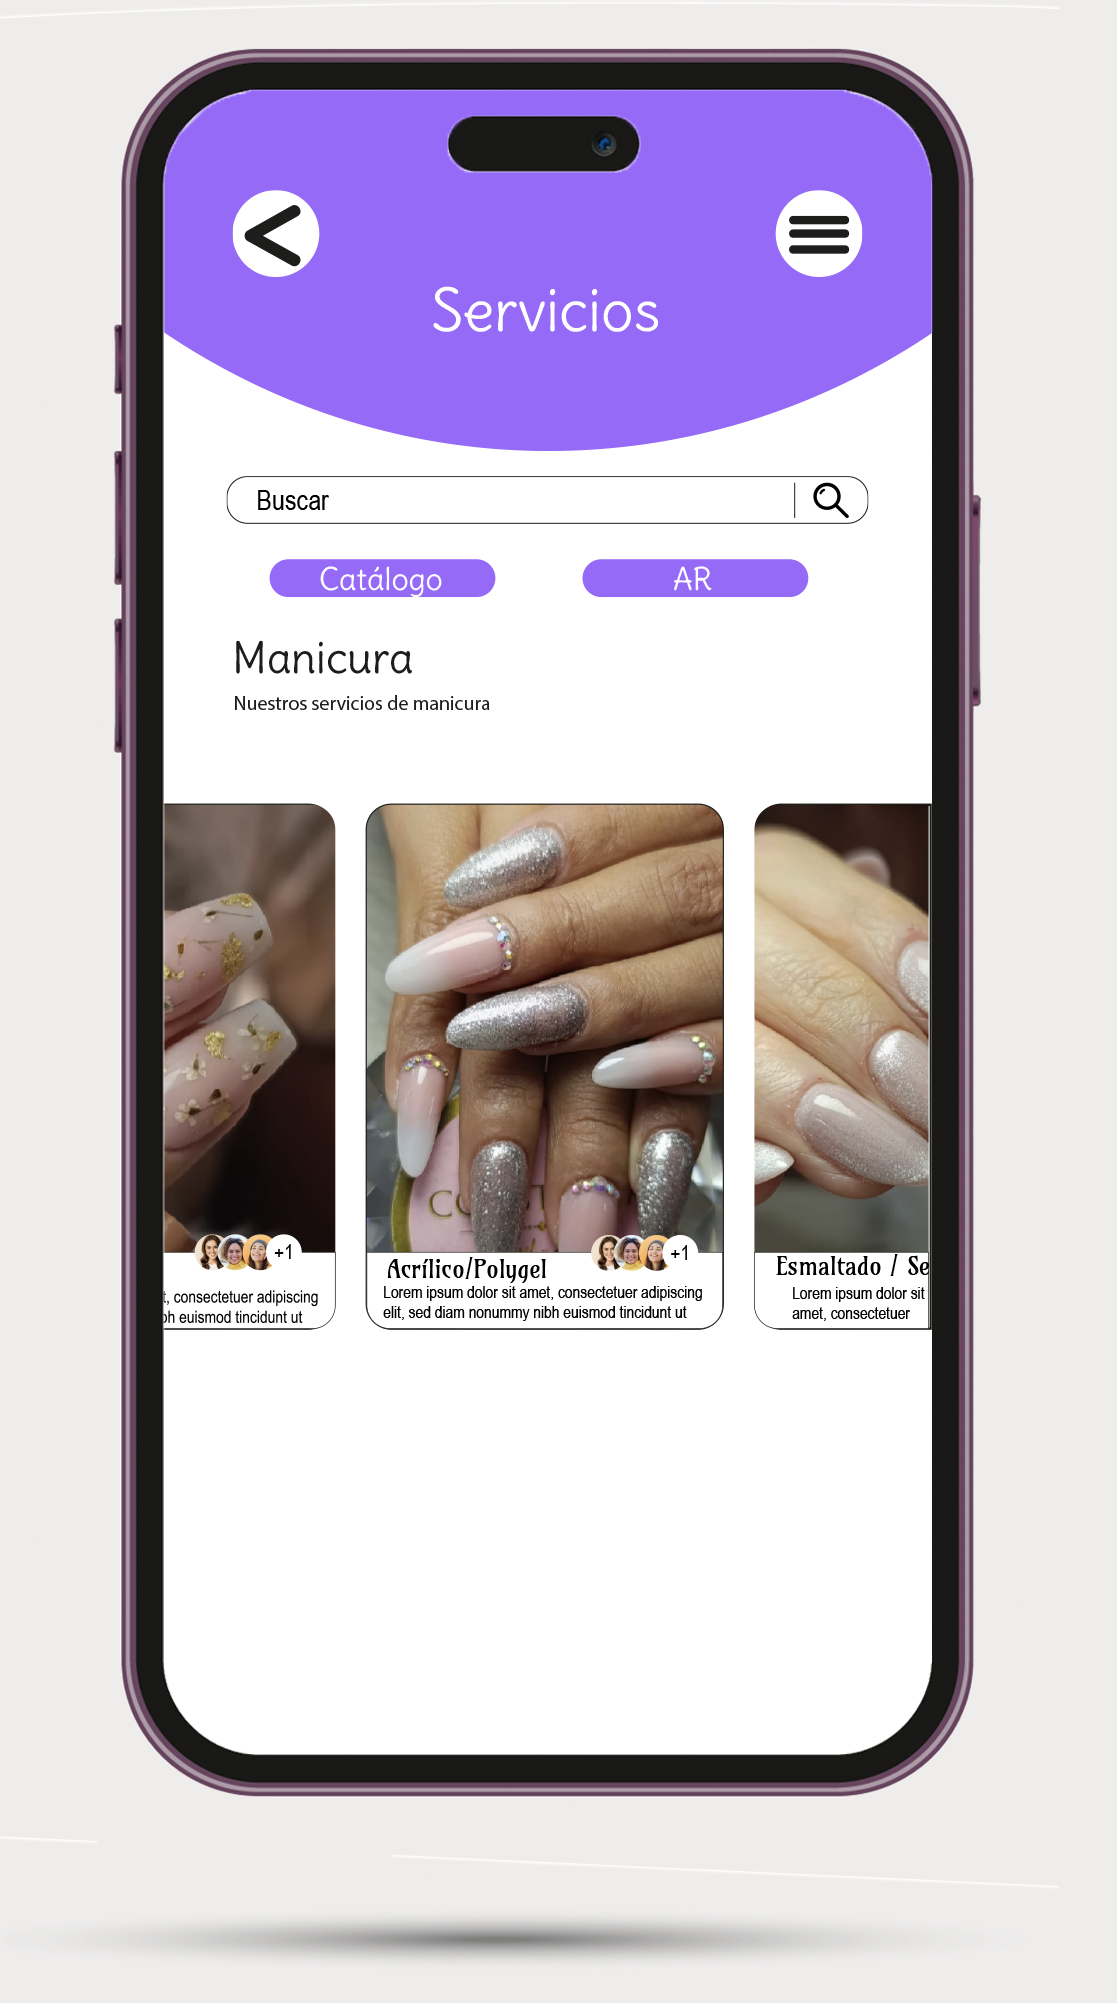 Servicios
Buscar
Catálogo
AR
Manicura
Nuestros servicios de manicura
+1
consectetuer adipiscing
euismod tincidunt ut
+1
Acrílico/Polygel
Lorem ipsum dolor sit amet, consectetuer adipiscing
elit, sed diam nonummy nibh euismod tincidunt ut
Esmaltado / Se
Lorem ipsum dolor sit
amet, consectetuer